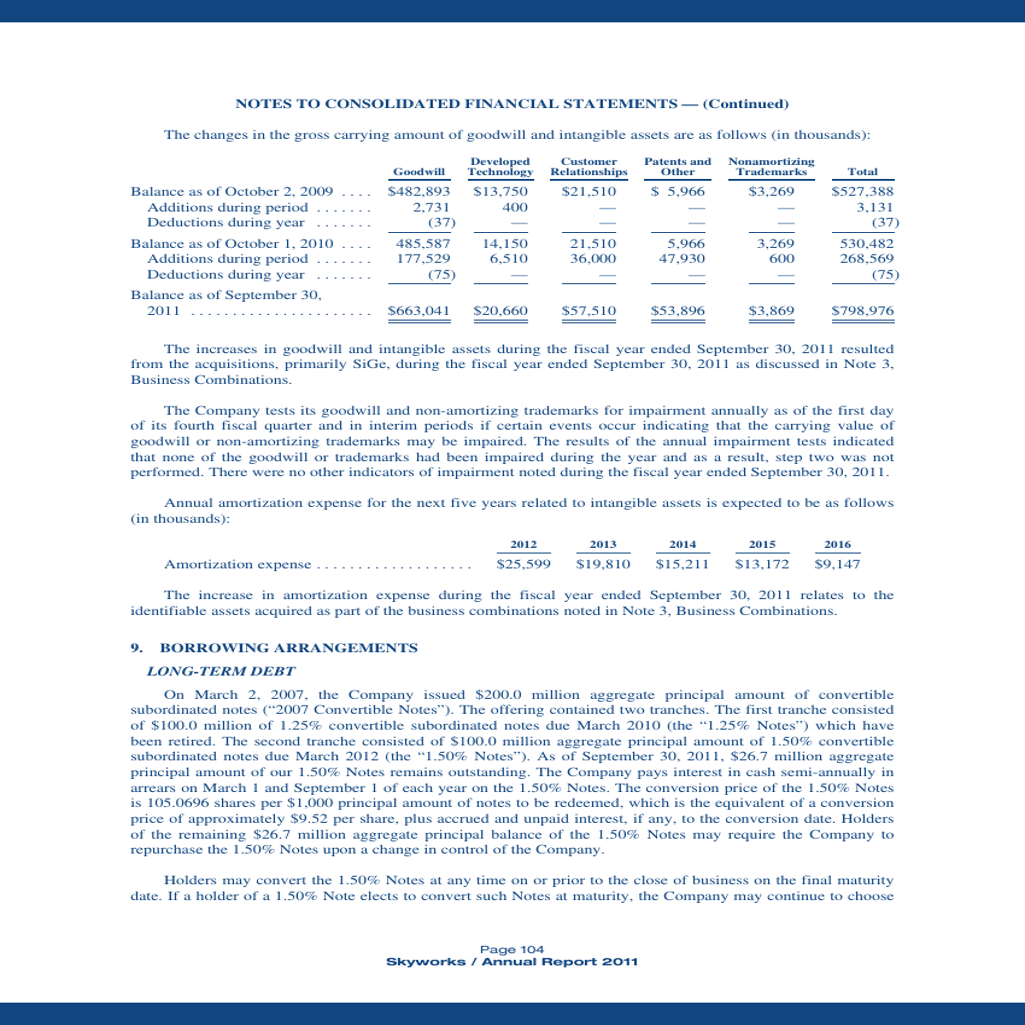 NOTES TO CONSOLIDATED FINANCIAL STATEMENTS — (Continued)
The changes in the gross carrying amount of goodwill and intangible assets are as follows (in thousands):
Goodwill Developed Technology Customer Relationships Patents and Other Nonamortizing Trademarks Total
Balance as of October 2, 2009 . . . . $482,893 $13,750 $21,510 $ 5,966 $3,269 $527,388
Additions during period . . . . . . . 2,731 400 — — — 3,131
Deductions during year . . . . . . . (37) — — — — (37)
Balance as of October 1, 2010 . . . . 485,587 14,150 21,510 5,966 3,269 530,482
Additions during period . . . . . . . 177,529 6,510 36,000 47,930 600 268,569
Deductions during year . . . . . . . (75) — — — — (75)
Balance as of September 30,
2011 . . . . . . . . . . . . . . . . . . . . . . $663,041 $20,660 $57,510 $53,896 $3,869 $798,976
The increases in goodwill and intangible assets during the fiscal year ended September 30, 2011 resulted
from the acquisitions, primarily SiGe, during the fiscal year ended September 30, 2011 as discussed in Note 3,
Business Combinations.
The Company tests its goodwill and non-amortizing trademarks for impairment annually as of the first day
of its fourth fiscal quarter and in interim periods if certain events occur indicating that the carrying value of
goodwill or non-amortizing trademarks may be impaired. The results of the annual impairment tests indicated
that none of the goodwill or trademarks had been impaired during the year and as a result, step two was not
performed. There were no other indicators of impairment noted during the fiscal year ended September 30, 2011.
Annual amortization expense for the next five years related to intangible assets is expected to be as follows
(in thousands):
2012 2013 2014 2015 2016
Amortization expense . . . . . . . . . . . . . . . . . . . $25,599 $19,810 $15,211 $13,172 $9,147
The increase in amortization expense during the fiscal year ended September 30, 2011 relates to the
identifiable assets acquired as part of the business combinations noted in Note 3, Business Combinations.
9. BORROWING ARRANGEMENTS
LONG-TERM DEBT
On March 2, 2007, the Company issued $200.0 million aggregate principal amount of convertible
subordinated notes (“2007 Convertible Notes”). The offering contained two tranches. The first tranche consisted
of $100.0 million of 1.25% convertible subordinated notes due March 2010 (the “1.25% Notes”) which have
been retired. The second tranche consisted of $100.0 million aggregate principal amount of 1.50% convertible
subordinated notes due March 2012 (the “1.50% Notes”). As of September 30, 2011, $26.7 million aggregate
principal amount of our 1.50% Notes remains outstanding. The Company pays interest in cash semi-annually in
arrears on March 1 and September 1 of each year on the 1.50% Notes. The conversion price of the 1.50% Notes
is 105.0696 shares per $1,000 principal amount of notes to be redeemed, which is the equivalent of a conversion
price of approximately $9.52 per share, plus accrued and unpaid interest, if any, to the conversion date. Holders
of the remaining $26.7 million aggregate principal balance of the 1.50% Notes may require the Company to
repurchase the 1.50% Notes upon a change in control of the Company.
Holders may convert the 1.50% Notes at any time on or prior to the close of business on the final maturity
date. If a holder of a 1.50% Note elects to convert such Notes at maturity, the Company may continue to choose
Page 104
Skyworks / Annual Report 2011